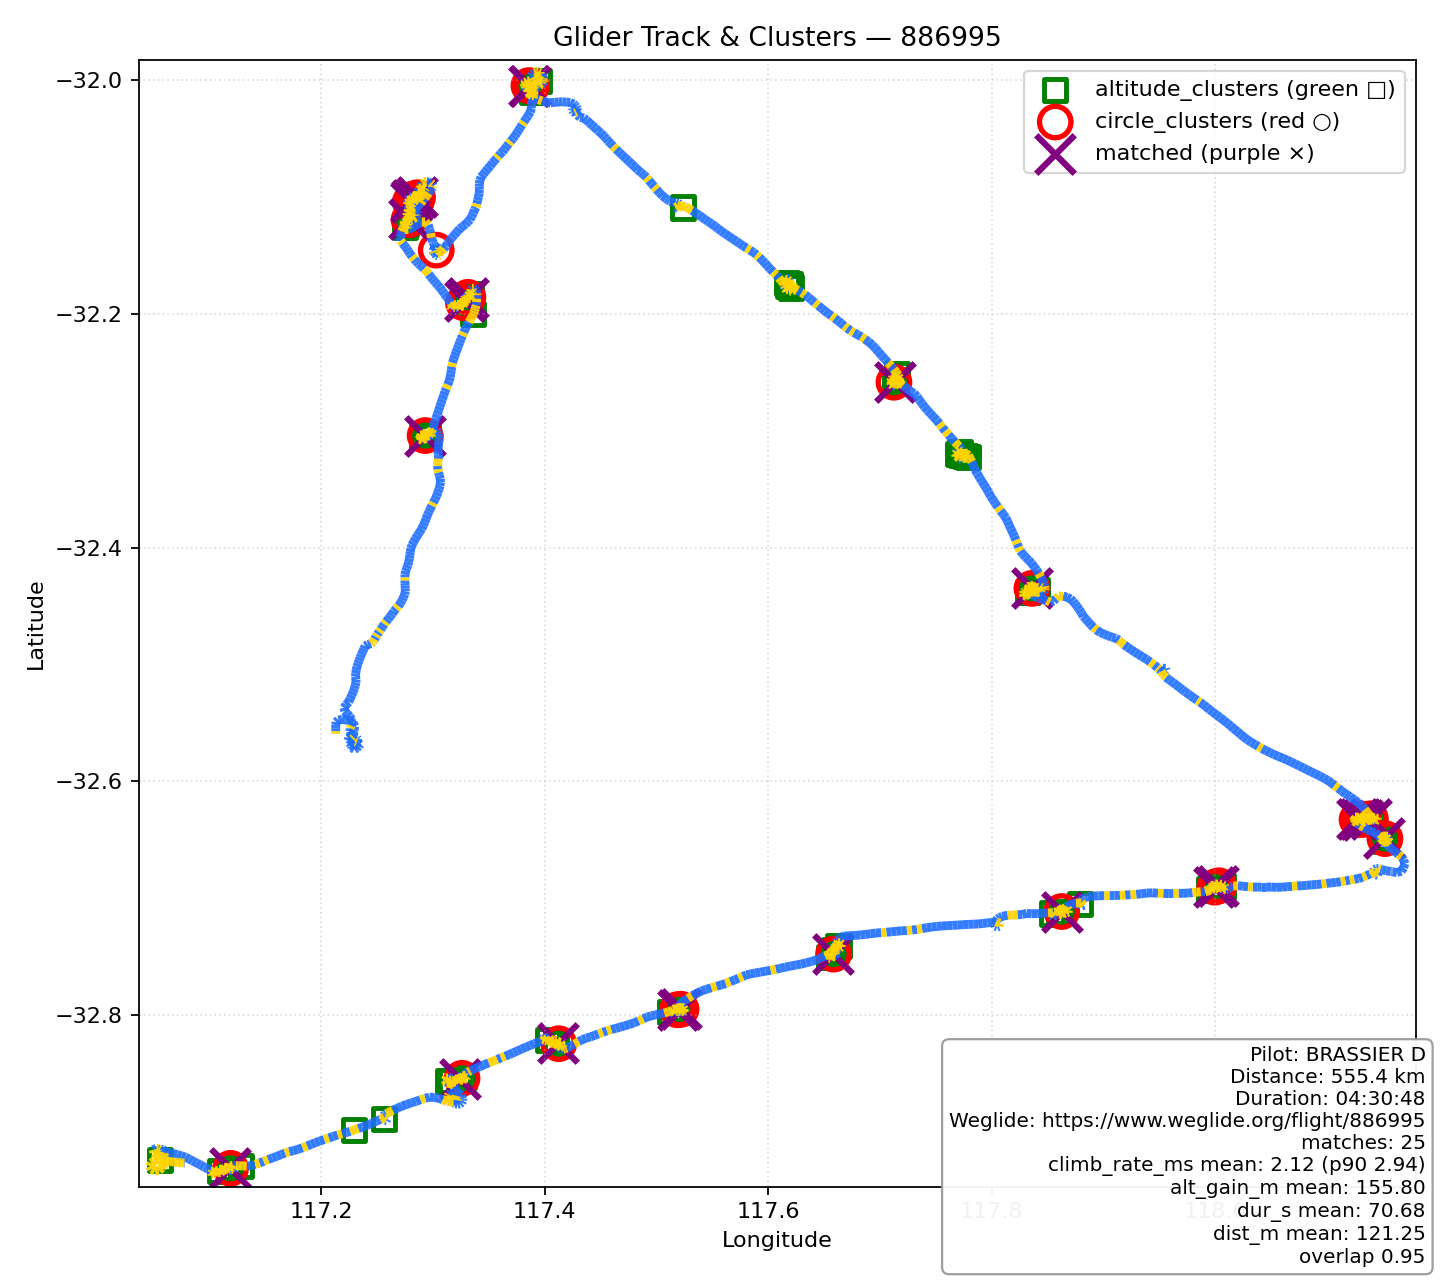 Glider Track & Clusters — 886995
altitude_clusters (green □)
circle_clusters (red ○)
matched (purple ×)
−32.0
−32.2
−32.4
−32.6
−32.8
Latitude
117.2
117.4
117.6
117.8
118.0
Longitude
Pilot: BRASSIER D
Distance: 555.4 km
Duration: 04:30:48
Weglide: https://www.weglide.org/flight/886995
matches: 25
climb_rate_ms mean: 2.12 (p90 2.94)
alt_gain_m mean: 155.80
dur_s mean: 70.68
dist_m mean: 121.25
overlap 0.95